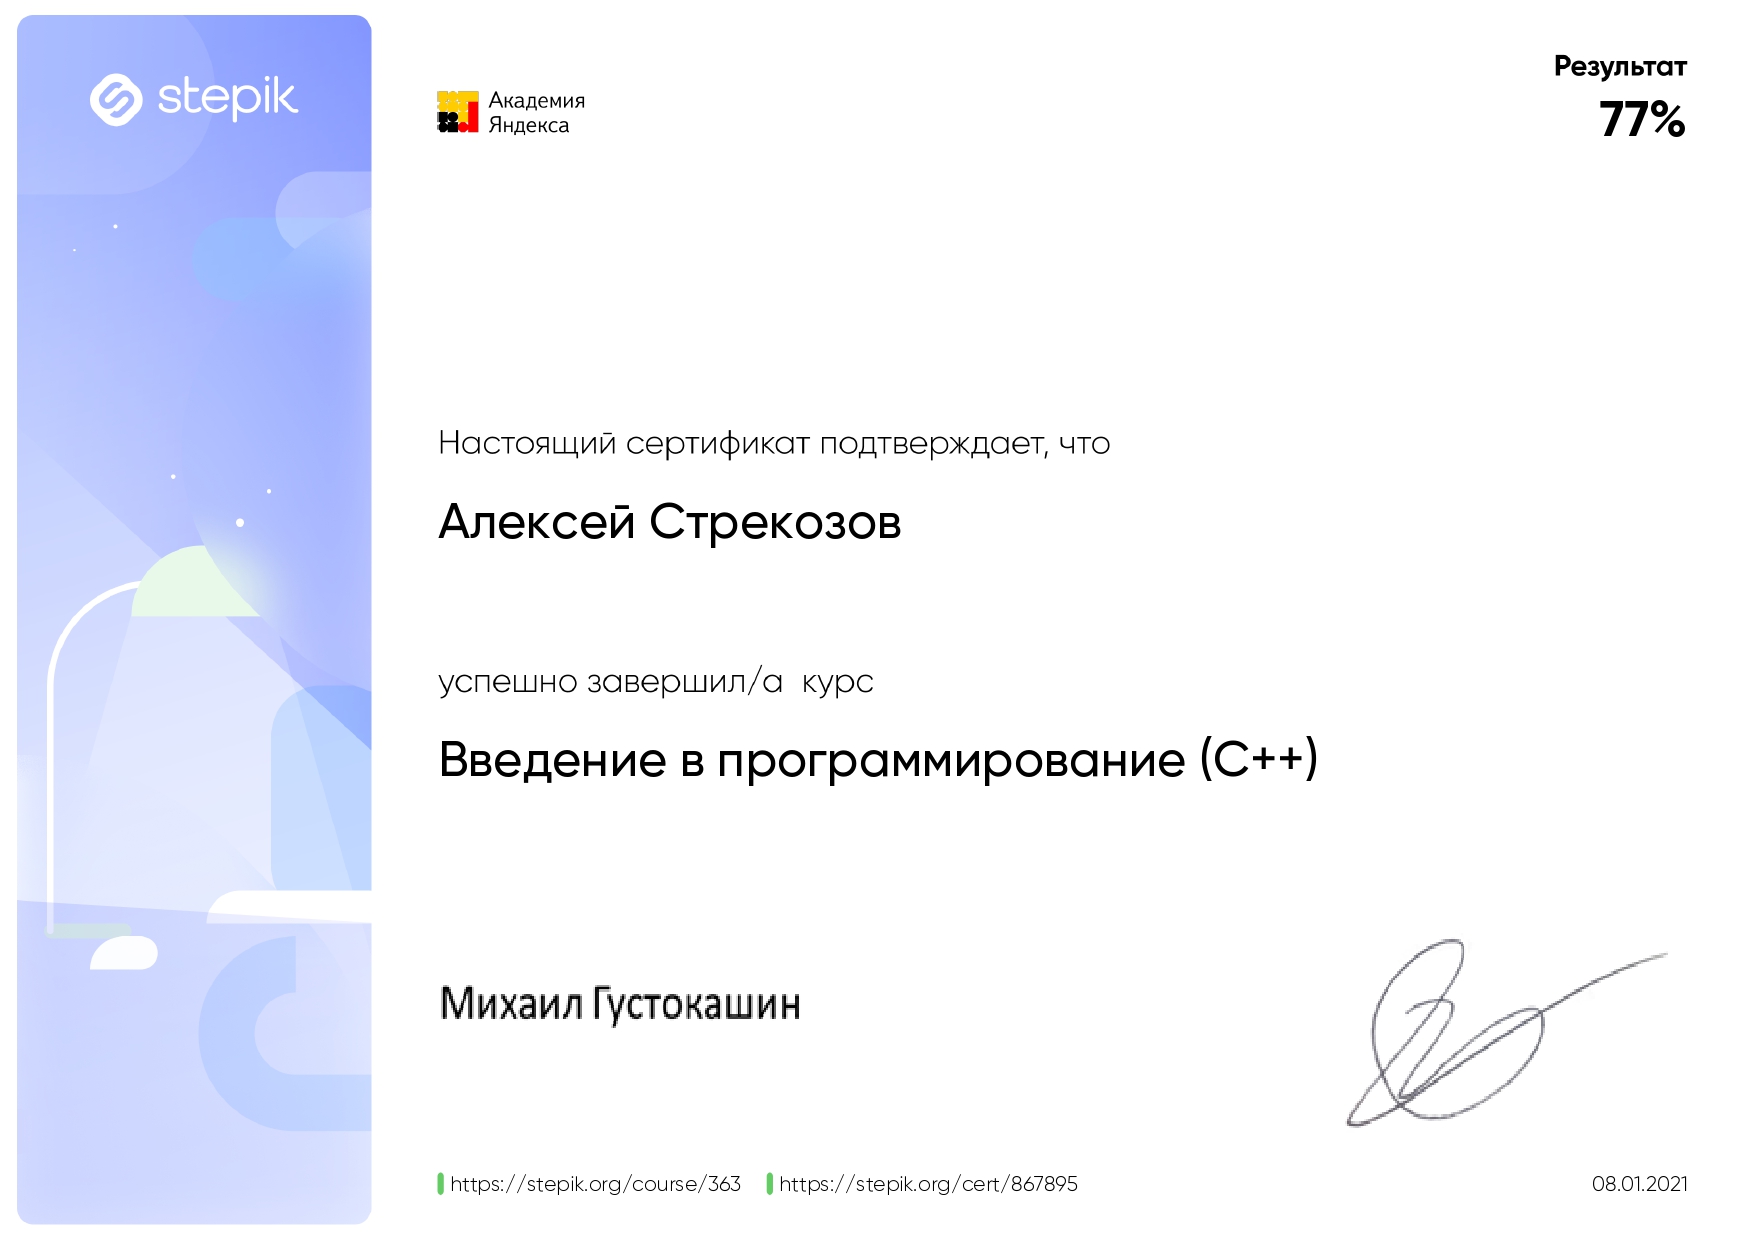 stepik
Академия
Яндекса
Результат
77%
Настоящий сертификат подтверждает, что
Алексей Стрекозов
успешно завершил/а курс
Введение в программирование (C++)
Михаил Густокашин
https://stepik.org/course/363 https://stepik.org/cert/867895
08.01.2021